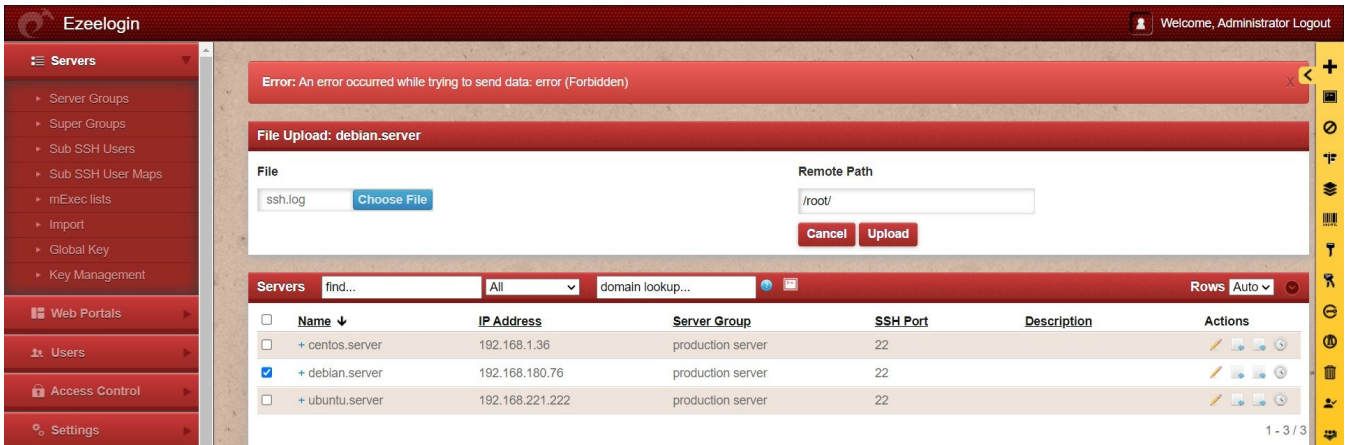 Ezeelogin
Welcome, Administrator Logout
Servers
Server Groups
Super Groups
Sub SSH Users
Sub SSH User Maps
mExec lists
Import
Global Key
Key Management
Web Portals
Users
Access Control
Settings
Error: An error occurred while trying to send data: error (Forbidden)
X
File Upload: debian.server
File
Remote Path
ssh.log Choose File
/root/
Cancel Upload
Servers find... All domain lookup... ? Rows Auto
Name ↓ IP Address Server Group SSH Port Description Actions
+ centos.server 192.168.1.36 production server 22
+ debian.server 192.168.180.76 production server 22
+ ubuntu.server 192.168.221.222 production server 22
1 - 3 / 3